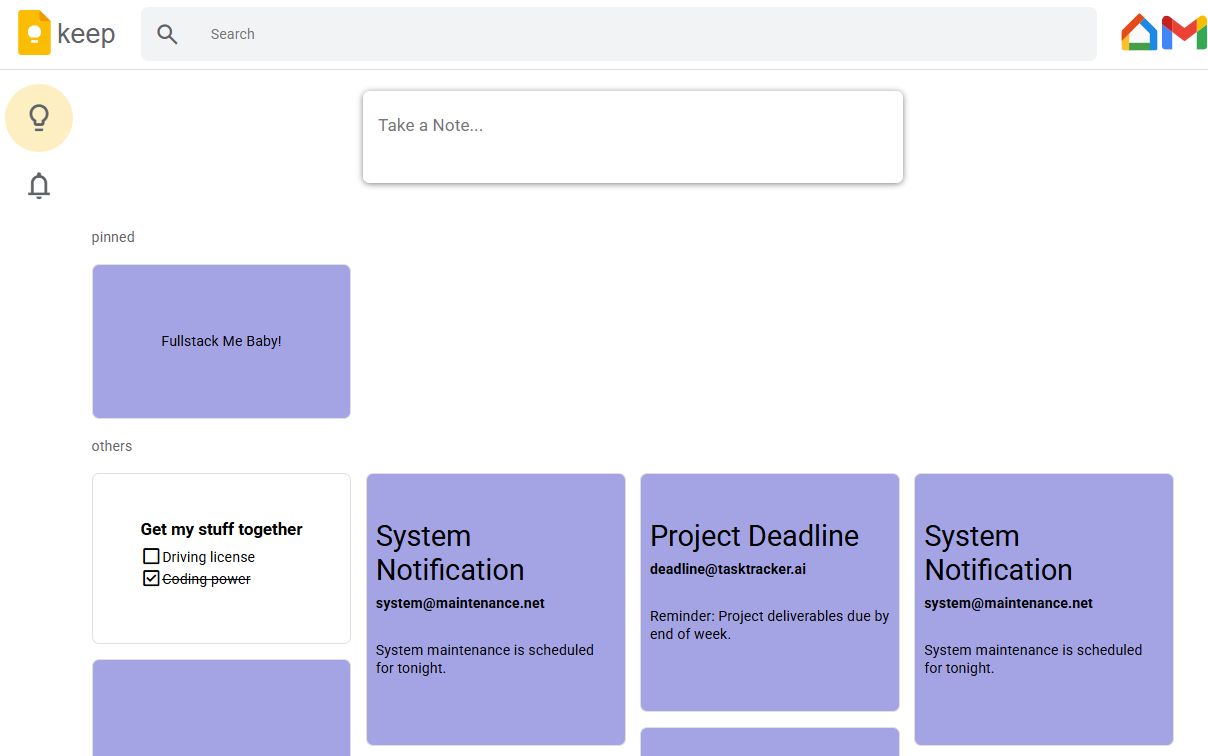 keep
Search
Take a Note...
pinned
Fullstack Me Baby!
others
Get my stuff together
Driving license
Coding power
System
Notification
system@maintenance.net
System maintenance is scheduled
for tonight.
Project Deadline
deadline@tasktracker.ai
Reminder: Project deliverables due by
end of week.
System
Notification
system@maintenance.net
System maintenance is scheduled
for tonight.